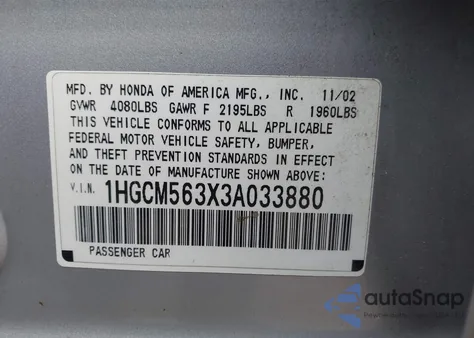 MFD. BY HONDA OF AMERICA MFG., INC. 11/02
GVWR 4080LBS GAWR F 2195LBS R 1960LBS
THIS VEHICLE CONFORMS TO ALL APPLICABLE
FEDERAL MOTOR VEHICLE SAFETY, BUMPER,
AND THEFT PREVENTION STANDARDS IN EFFECT
ON THE DATE OF MANUFACTURE SHOWN ABOVE.
V.I.N. 1HGCM563X3A033880
PASSENGER CAR
autoSnap